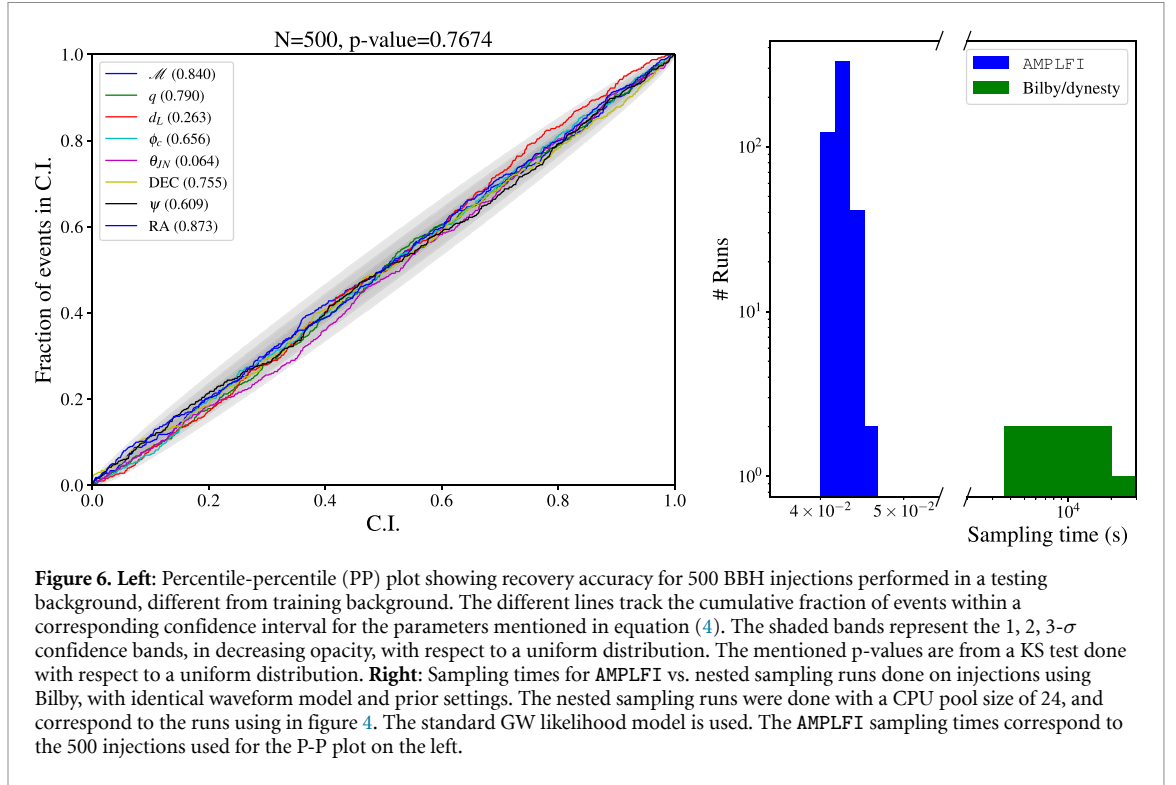 N=500, p-value=0.7674
1.0
0.8
0.6
0.4
0.2
0.0
Fraction of events in C.I.
ℳ (0.840)
q (0.790)
d_L (0.263)
ϕ_c (0.656)
θ_JN (0.064)
DEC (0.755)
ψ (0.609)
RA (0.873)
0.0 0.2 0.4 0.6 0.8 1.0
C.I.
AMPLFI
Bilby/dynesty
10²
10¹
10⁰
# Runs
4 × 10⁻² 5 × 10⁻² 10⁴
Sampling time (s)
Figure 6. Left: Percentile-percentile (PP) plot showing recovery accuracy for 500 BBH injections performed in a testing
background, different from training background. The different lines track the cumulative fraction of events within a
corresponding confidence interval for the parameters mentioned in equation (4). The shaded bands represent the 1, 2, 3-σ
confidence bands, in decreasing opacity, with respect to a uniform distribution. The mentioned p-values are from a KS test done
with respect to a uniform distribution. Right: Sampling times for AMPLFI vs. nested sampling runs done on injections using
Bilby, with identical waveform model and prior settings. The nested sampling runs were done with a CPU pool size of 24, and
correspond to the runs using in figure 4. The standard GW likelihood model is used. The AMPLFI sampling times correspond to
the 500 injections used for the P-P plot on the left.